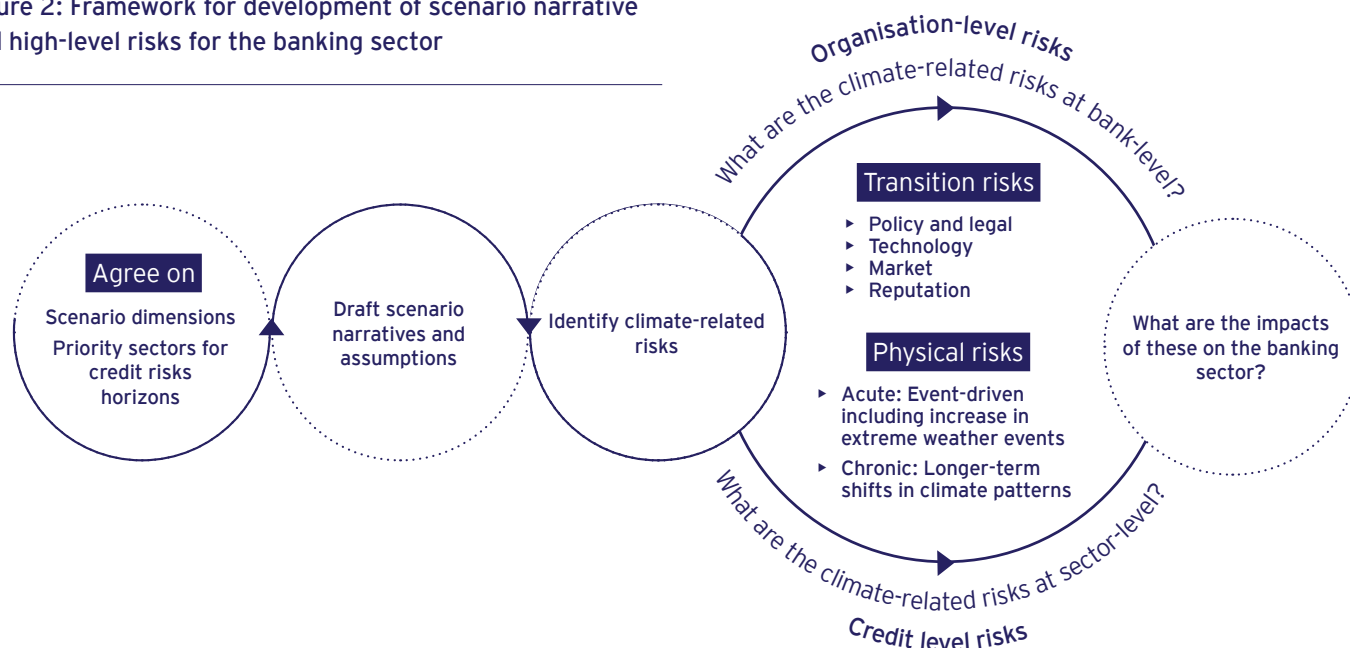 ure 2: Framework for development of scenario narrative
high-level risks for the banking sector
Agree on
Scenario dimensions
Priority sectors for
credit risks
horizons
Draft scenario
narratives and
assumptions
Identify climate-related
risks
Organisation-level risks
What are the climate-related risks at bank-level?
Transition risks
▸ Policy and legal
▸ Technology
▸ Market
▸ Reputation
Physical risks
▸ Acute: Event-driven
including increase in
extreme weather events
▸ Chronic: Longer-term
shifts in climate patterns
What are the climate-related risks at sector-level?
Credit level risks
What are the impacts
of these on the banking
sector?